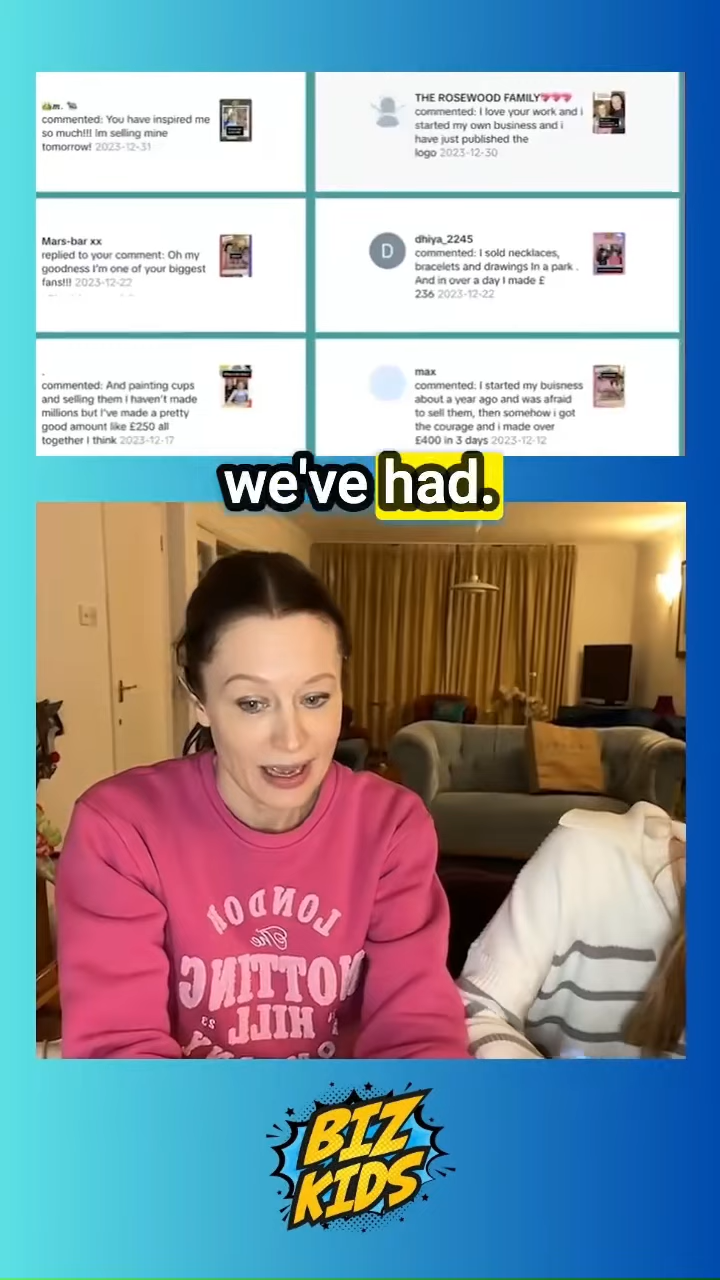 m.
commented: You have inspired me
so much!!! Im selling mine
tomorrow! 2023-12-31
THE ROSEWOOD FAMILY💖💖💖
commented: I love your work and i
started my own business and i
have just published the
logo 2023-12-30
Mars-bar xx
replied to your comment: Oh my
goodness I'm one of your biggest
fans!!! 2023-12-22
D
dhiya_2245
commented: I sold necklaces,
bracelets and drawings In a park .
And in over a day I made £
236 2023-12-22
.
commented: And painting cups
and selling them I haven't made
millions but I've made a pretty
good amount like £250 all
together I think 2023-12-17
max
commented: I started my buisness
about a year ago and was afraid
to sell them, then somehow i got
the courage and i made over
£400 in 3 days 2023-12-12
we've had.
LONDON
The
NOTTING
HILL
23
BIZ
KIDS